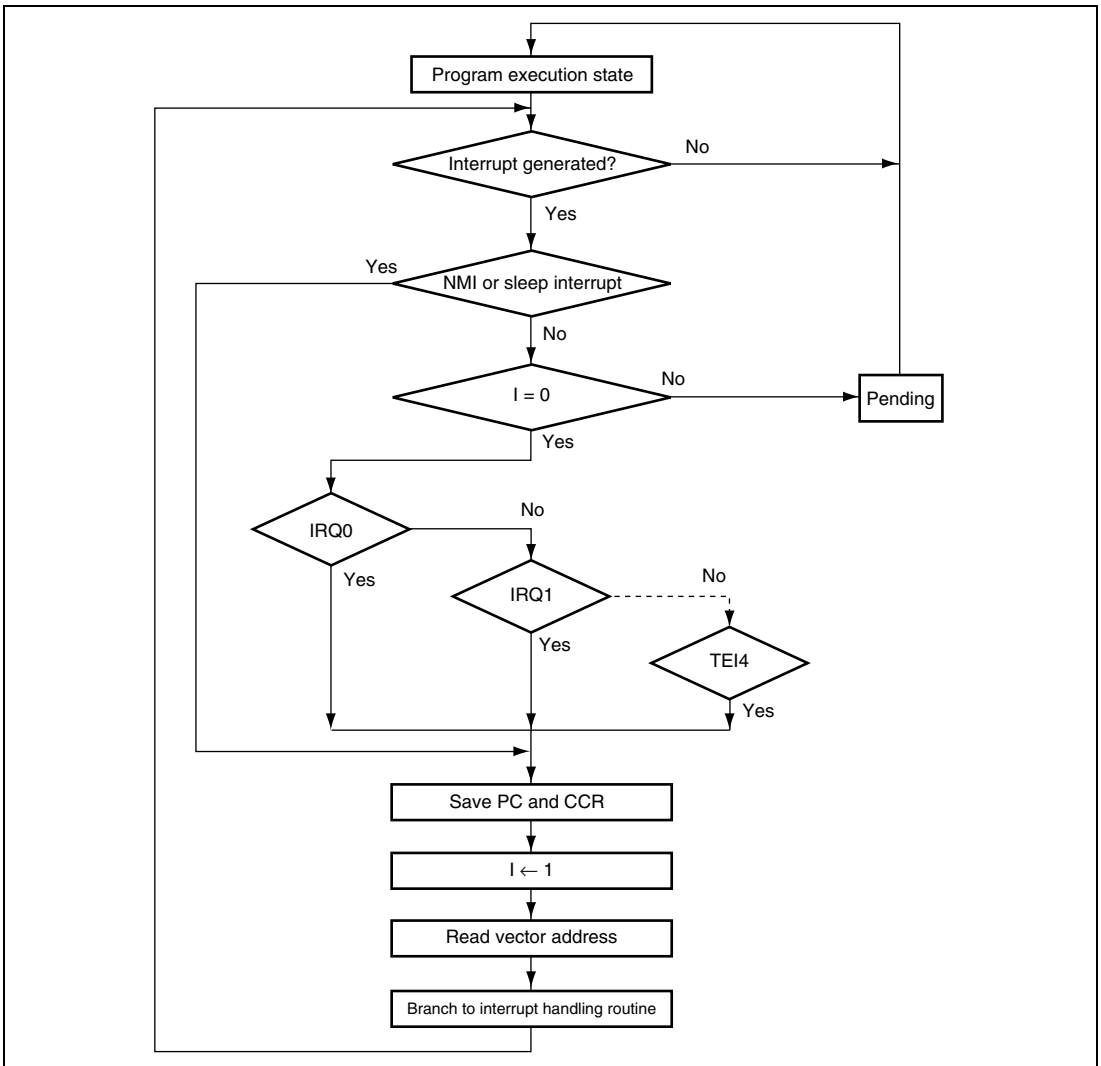 Program execution state
Interrupt generated?
No
Yes
Yes
NMI or sleep interrupt
No
I = 0
No
Pending
Yes
IRQ0
No
Yes
IRQ1
No
Yes
TEI4
Yes
Save PC and CCR
I ← 1
Read vector address
Branch to interrupt handling routine